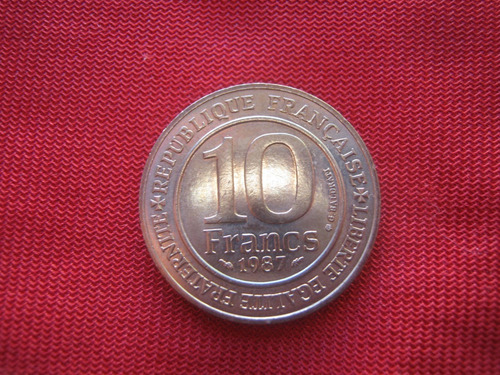 REPUBLIQUE FRANÇAISE
LIBERTE EGALITE FRATERNITE
10
Francs
1987